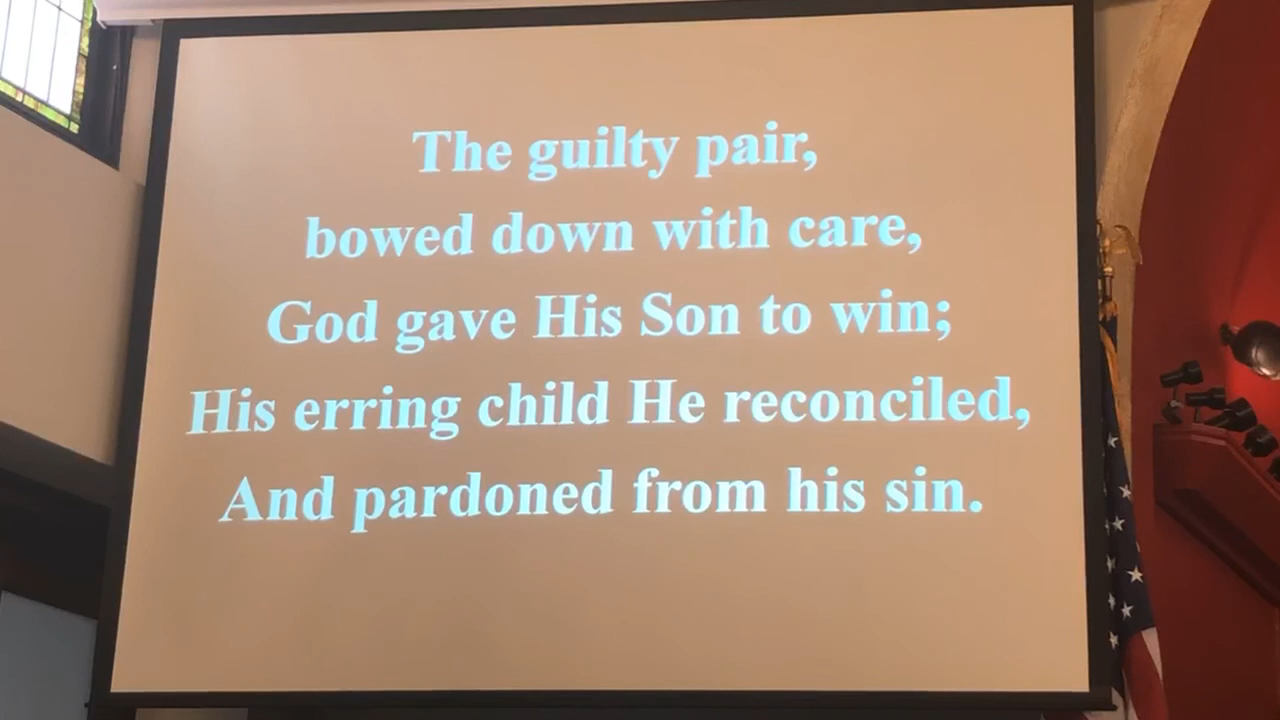 The guilty pair,
bowed down with care,
God gave His Son to win;
His erring child He reconciled,
And pardoned from his sin.